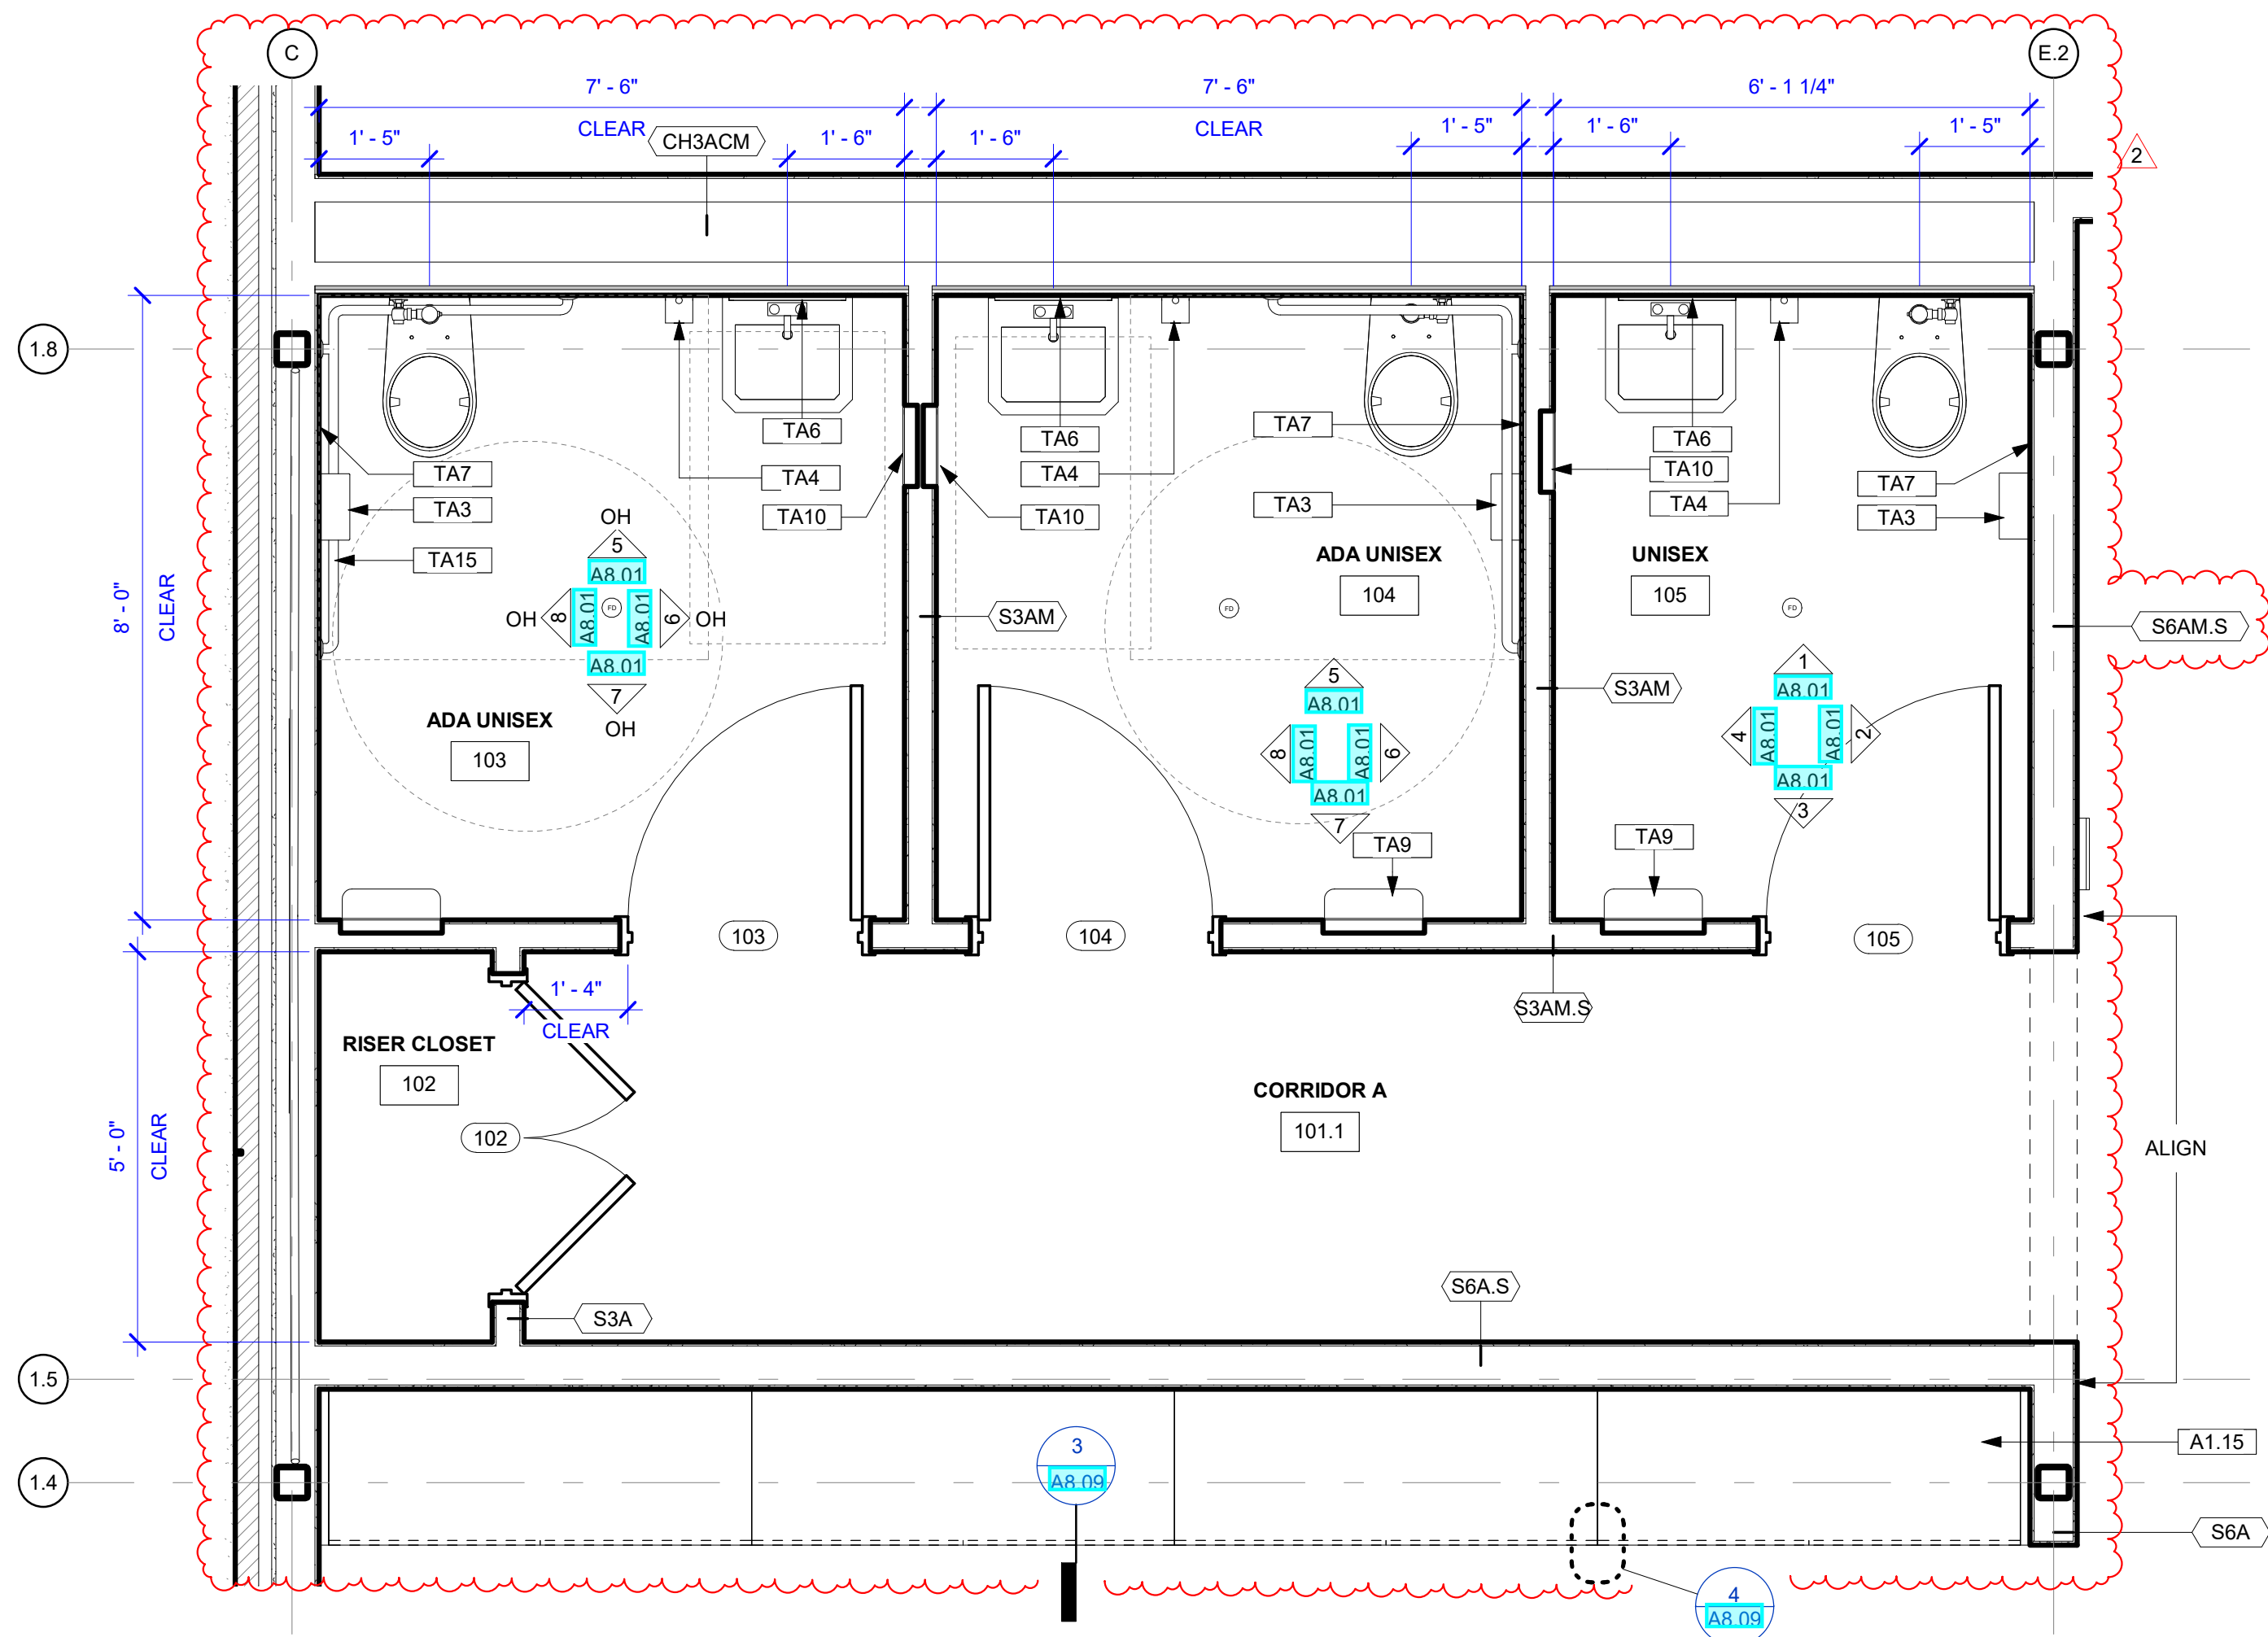 C
E.2
7' - 6"
7' - 6"
6' - 1 1/4"
CLEAR
CLEAR
1' - 5"
CH3ACM
1' - 6"
1' - 6"
1' - 5"
1' - 6"
1' - 5"
2
1.8
TA6
TA4
TA10
TA7
TA3
TA15
TA6
TA4
TA10
TA7
TA3
TA6
TA10
TA4
TA7
TA3
OH
5
A8.01
OH
8
A8.01
FD
A8.01
6
OH
A8.01
7
OH
8' - 0"
CLEAR
S3AM
ADA UNISEX
104
FD
UNISEX
105
FD
S6AM.S
S3AM
ADA UNISEX
103
5
A8.01
8
A8.01
A8.01
6
A8.01
7
1
A8.01
4
A8.01
A8.01
2
A8.01
3
TA9
TA9
103
104
105
1' - 4"
CLEAR
S3AM.S
RISER CLOSET
102
102
5' - 0"
CLEAR
CORRIDOR A
101.1
ALIGN
S6A.S
S3A
1.5
3
A8.09
A1.15
1.4
S6A
4
A8.09